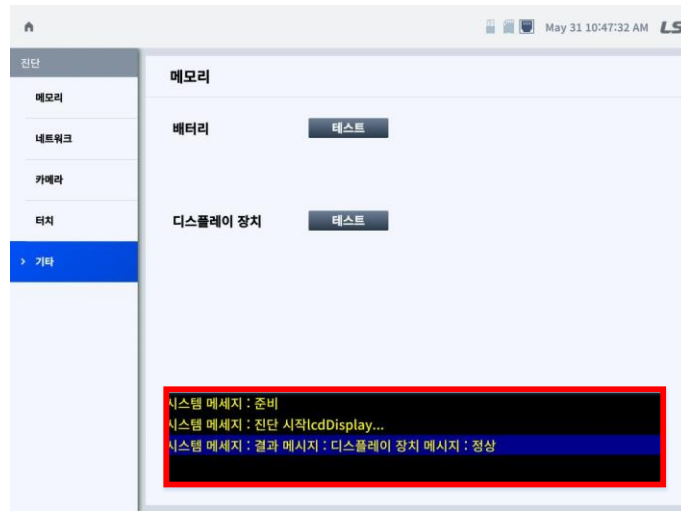 May 31 10:47:32 AM LS
진단
메모리
네트워크
카메라
터치
> 기타
메모리
배터리 테스트
디스플레이 장치 테스트
시스템 메세지 : 준비
시스템 메세지 : 진단 시작lcdDisplay...
시스템 메세지 : 결과 메시지 : 디스플레이 장치 메시지 : 정상